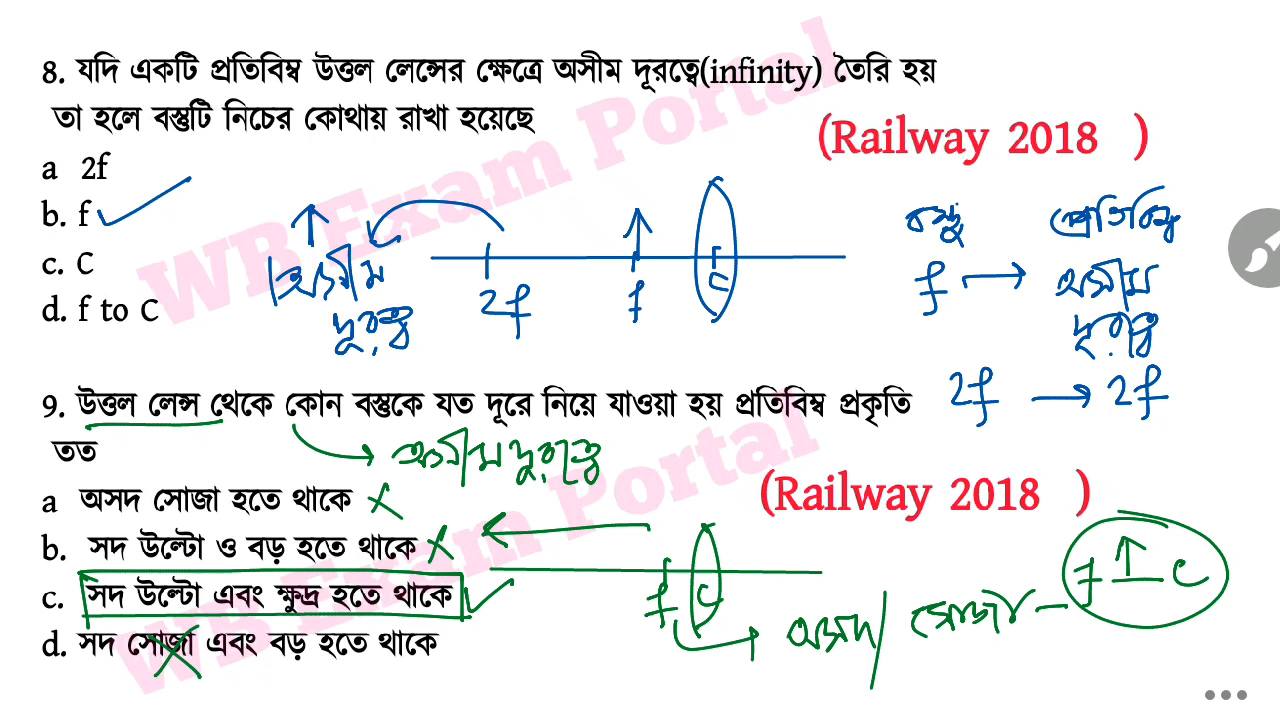 8. যদি একটি প্রতিবিম্ব উত্তল লেন্সের ক্ষেত্রে অসীম দূরত্বে(infinity) তৈরি হয়
তা হলে বস্তুটি নিচের কোথায় রাখা হয়েছে
(Railway 2018 )
a 2f
b. f
c. C
d. f to C
অসীম
দূরত্ব
2f
f
C
বস্তু প্রতিবিম্ব
f → অসীম
দূরত্ব
2f → 2f
9. উত্তল লেন্স থেকে কোন বস্তুকে যত দূরে নিয়ে যাওয়া হয় প্রতিবিম্ব প্রকৃতি
তত
অসীম দূরত্বে
(Railway 2018 )
a অসদ সোজা হতে থাকে
b. সদ উল্টো ও বড় হতে থাকে
c. সদ উল্টো এবং ক্ষুদ্র হতে থাকে
d. সদ সোজা এবং বড় হতে থাকে
f C
অসদ/ সোজা – f C
WB Exam Portal
WB Exam Portal